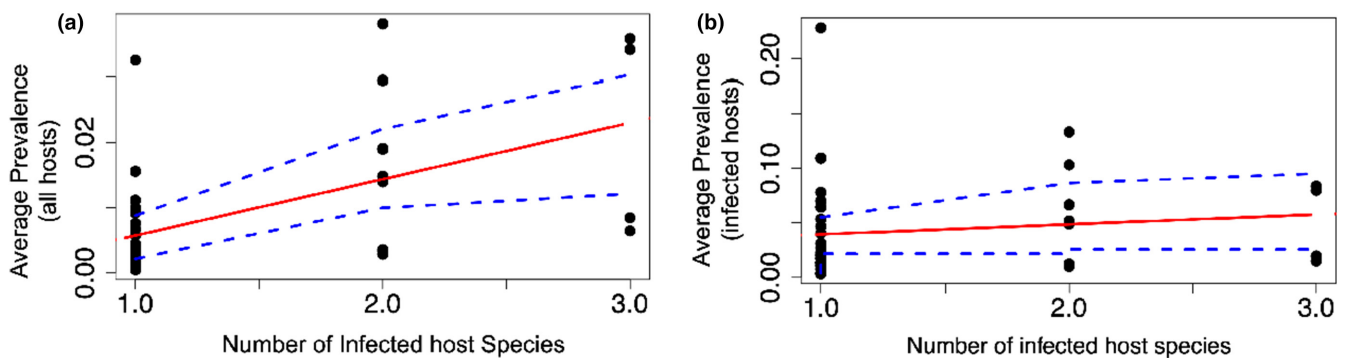 (a)
Average Prevalence
(all hosts)
0.02
0.00
1.0 2.0 3.0
Number of Infected host Species
(b)
Average Prevalence
(infected hosts)
0.20
0.10
0.00
1.0 2.0 3.0
Number of infected host species